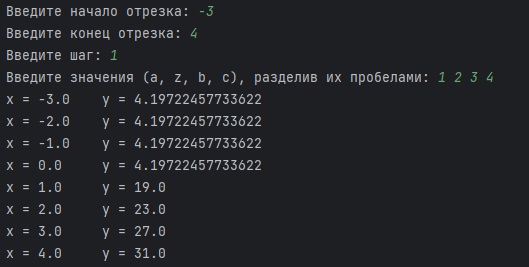 Введите начало отрезка: -3
Введите конец отрезка: 4
Введите шаг: 1
Введите значения (a, z, b, c), разделив их пробелами: 1 2 3 4
x = -3.0    y = 4.19722457733622
x = -2.0    y = 4.19722457733622
x = -1.0    y = 4.19722457733622
x = 0.0     y = 4.19722457733622
x = 1.0     y = 19.0
x = 2.0     y = 23.0
x = 3.0     y = 27.0
x = 4.0     y = 31.0